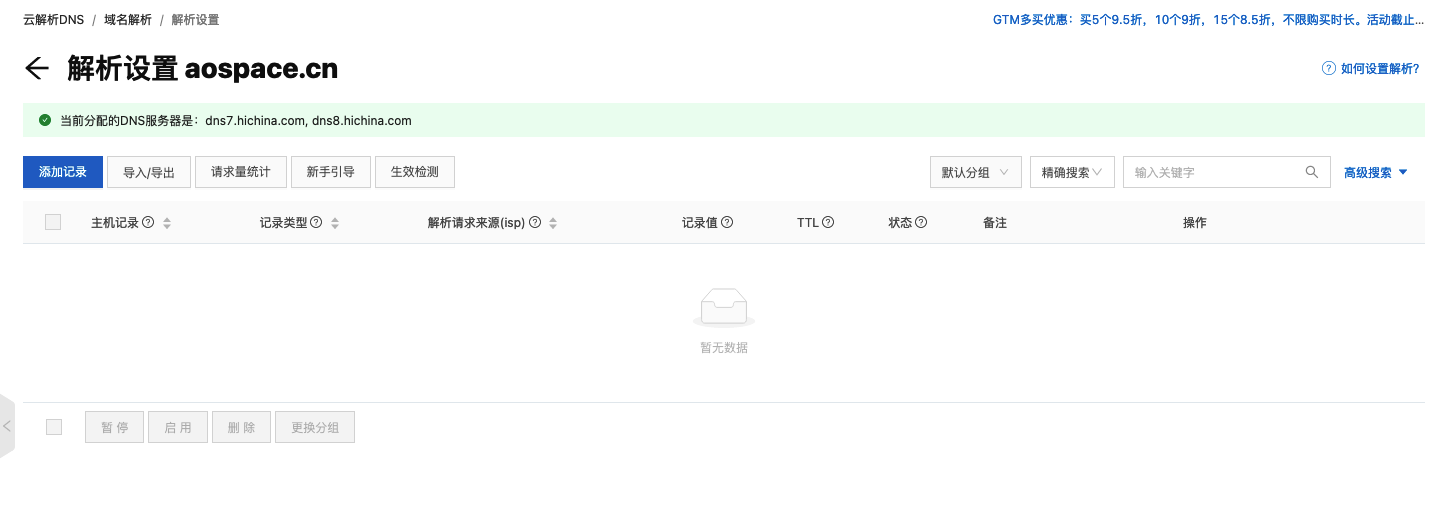 云解析DNS / 域名解析 / 解析设置
GTM多买优惠：买5个9.5折，10个9折，15个8.5折，不限购买时长。活动截止...
解析设置 aospace.cn
如何设置解析?
当前分配的DNS服务器是：dns7.hichina.com, dns8.hichina.com
添加记录 导入/导出 请求量统计 新手引导 生效检测 默认分组 精确搜索 输入关键字 高级搜索
主机记录 记录类型 解析请求来源(isp) 记录值 TTL 状态 备注 操作
暂无数据
暂 停 启 用 删 除 更换分组